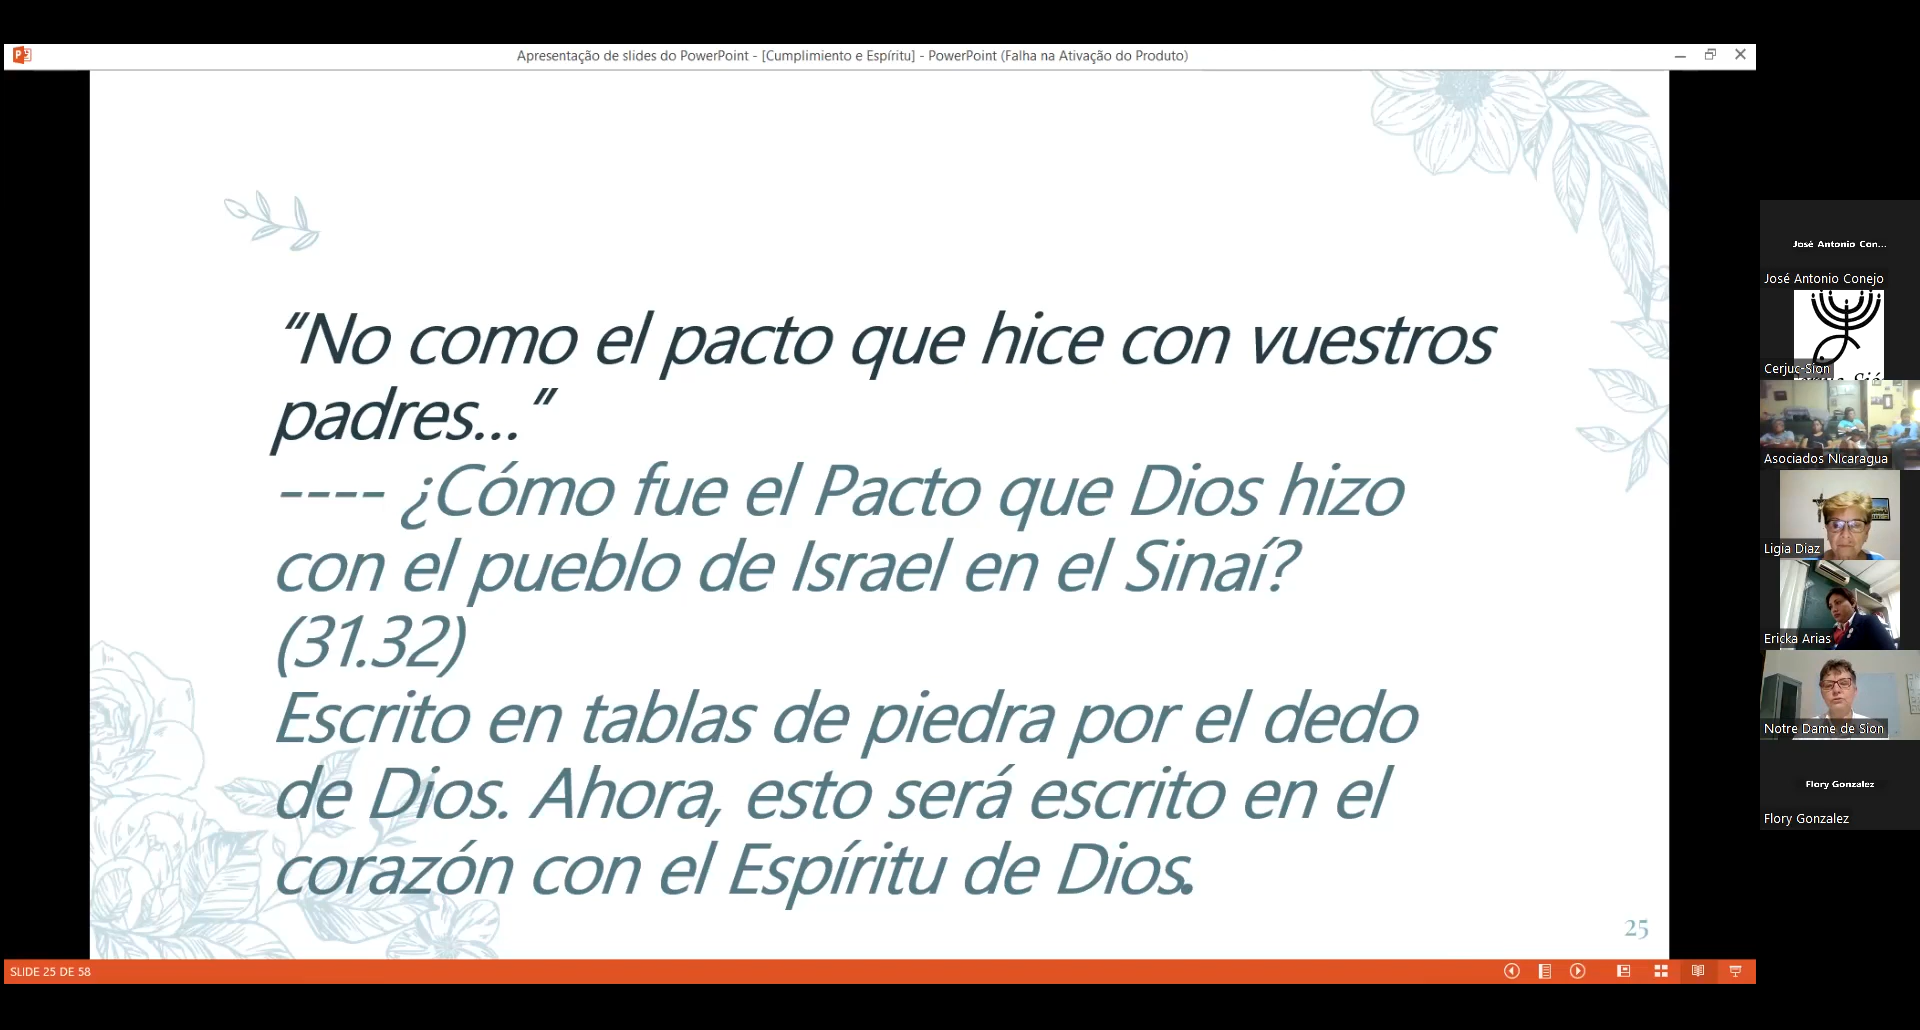 Apresentação de slides do PowerPoint - [Cumplimiento e Espíritu] - PowerPoint (Falha na Ativação do Produto)
“No como el pacto que hice con vuestros
padres...”
---- ¿Cómo fue el Pacto que Dios hizo
con el pueblo de Israel en el Sinaí?
(31.32)
Escrito en tablas de piedra por el dedo
de Dios. Ahora, esto será escrito en el
corazón con el Espíritu de Dios.
25
SLIDE 25 DE 58
José Antonio Con...
José Antonio Conejo
Cerjuc-Sion
Asociados NIcaragua
Ligia Diaz
Ericka Arias
Notre Dame de Sion
Flory Gonzalez
Flory Gonzalez